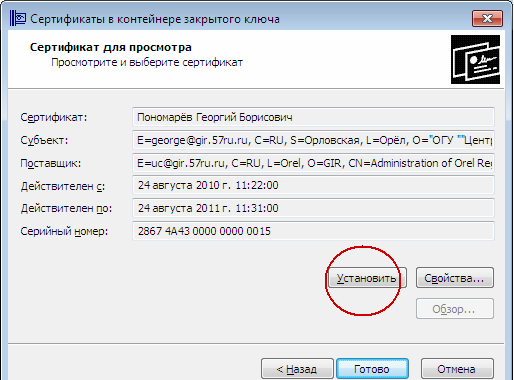 Сертификаты в контейнере закрытого ключа
Сертификат для просмотра
Просмотрите и выберите сертификат
Сертификат: Пономарёв Георгий Борисович
Субъект: E=george@gir.57ru.ru, C=RU, S=Орловская, L=Орёл, O="ОГУ ""Центр
Поставщик: E=uc@gir.57.ru, C=RU, L=Orel, O=GIR, CN=Administration of Orel Reg
Действителен с: 24 августа 2010 г. 11:22:00
Действителен по: 24 августа 2011 г. 11:31:00
Серийный номер: 2867 4A43 0000 0000 0015
Установить Свойства...
Обзор...
< Назад Готово Отмена